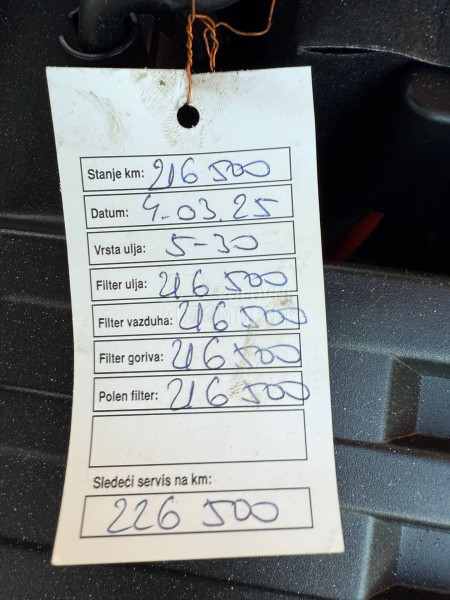 Stanje km: 216 500
Datum: 4-03.25
Vrsta ulja: 5-30
Filter ulja: 216 500
Filter vazduha: 216 500
Filter goriva: 216 500
Polen filter: 216 500
Sledeći servis na km:
226 500